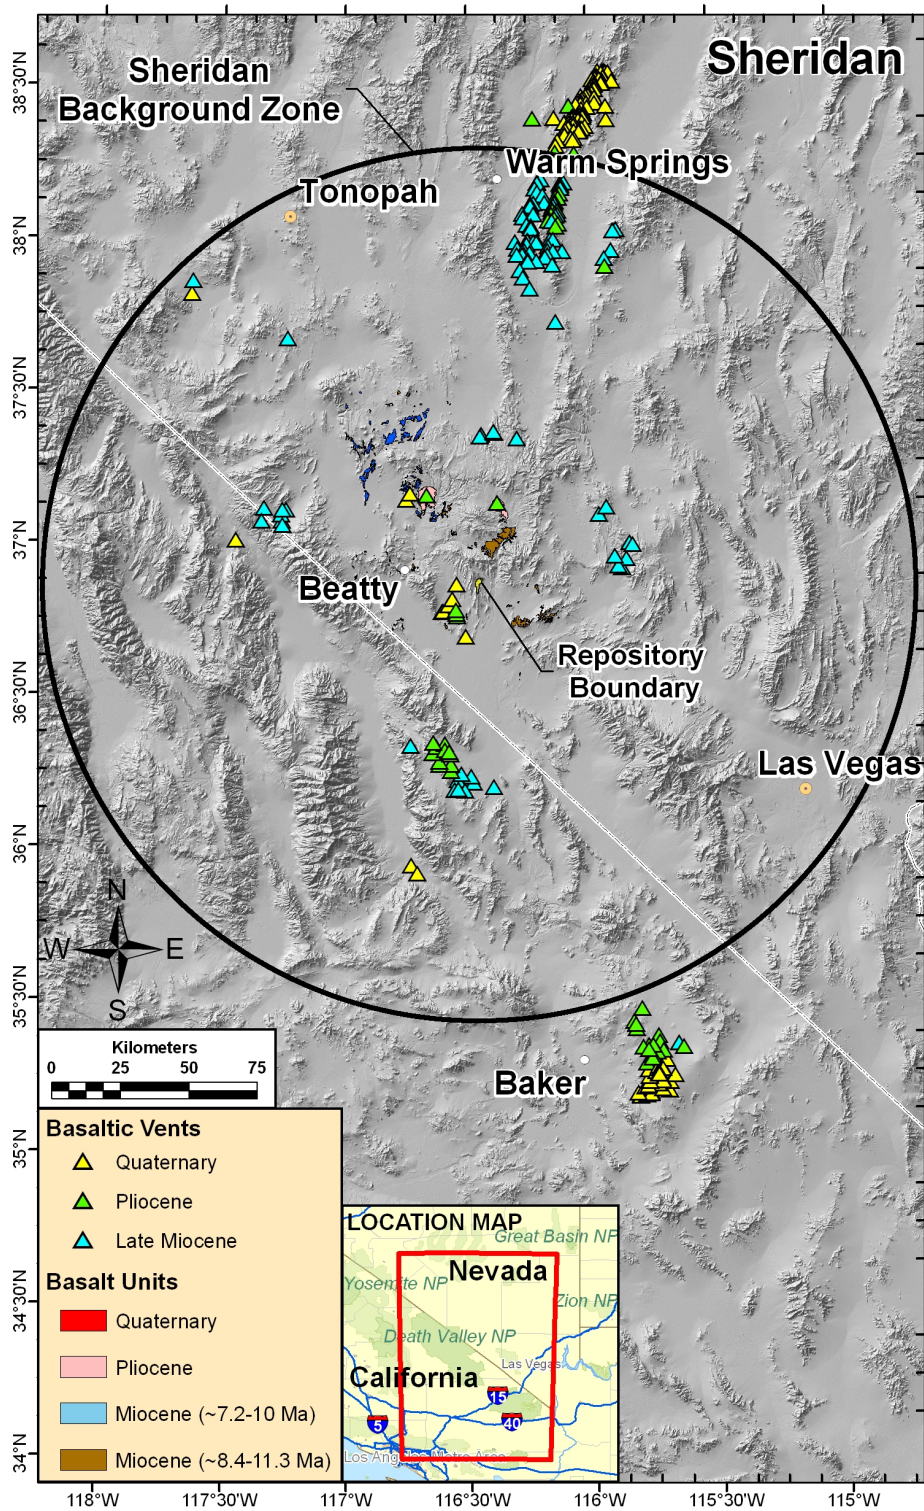 Sheridan
Sheridan
Background Zone
Warm Springs
Tonopah
Beatty
Repository
Boundary
Las Vegas
N
W
E
S
Baker
38°30'N
38°N
37°30'N
37°N
36°30'N
36°N
35°30'N
35°N
34°30'N
34°N
Kilometers
0 25 50 75
Basaltic Vents
Quaternary
Pliocene
Late Miocene
Basalt Units
Quaternary
Pliocene
Miocene (~7.2-10 Ma)
Miocene (~8.4-11.3 Ma)
LOCATION MAP
Great Basin NP
Nevada
Yosemite NP
Zion NP
Death Valley NP
Las Vegas
California
15
5
40
Los Angeles Metro Area
118°W 117°30'W 117°W 116°30'W 116°W 115°30'W 115°W